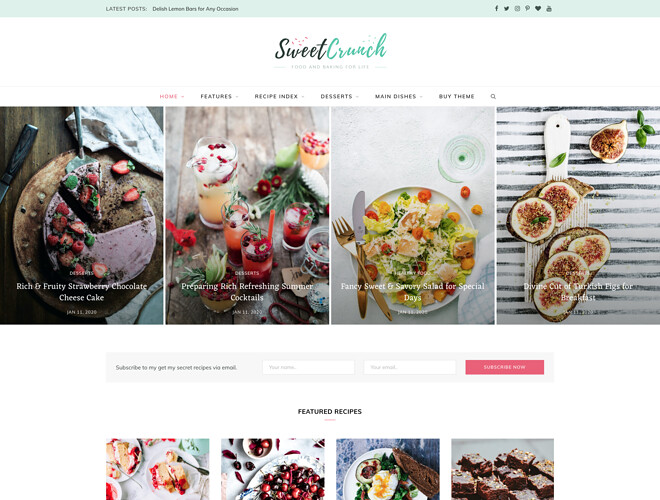 LATEST POSTS: Delish Lemon Bars for Any Occasion
SweetCrunch
FOOD AND BAKING FOR LIFE
HOME FEATURES RECIPE INDEX DESSERTS MAIN DISHES BUY THEME
DESSERTS
Rich & Fruity Strawberry Chocolate
Cheese Cake
JAN 11, 2020
DESSERTS
Preparing Rich Refreshing Summer
Cocktails
JAN 11, 2020
HEALTHY FOOD
Fancy Sweet & Savory Salad for Special
Days
JAN 11, 2020
DESSERTS
Divine Cut of Turkish Figs for
Breakfast
JAN 11, 2020
Subscribe to my get my secret recipes via email.
Your name.
Your email.
SUBSCRIBE NOW
FEATURED RECIPES